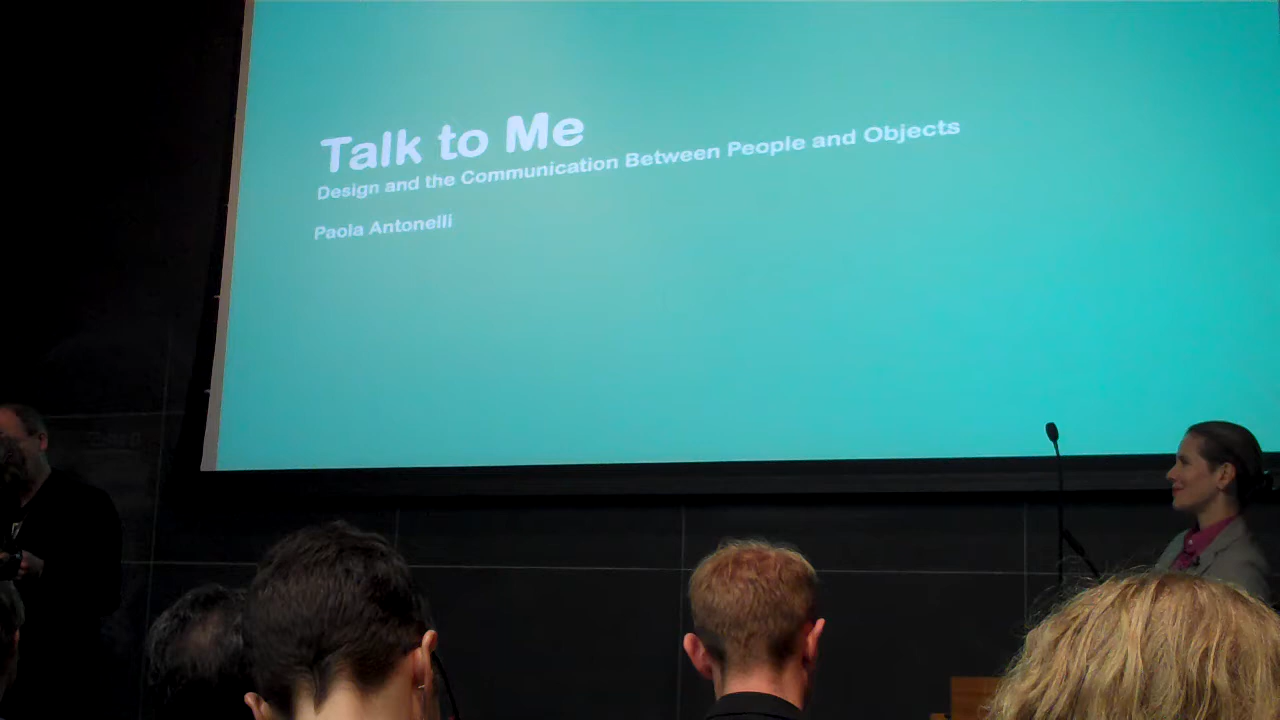 Talk to Me
Design and the Communication Between People and Objects
Paola Antonelli